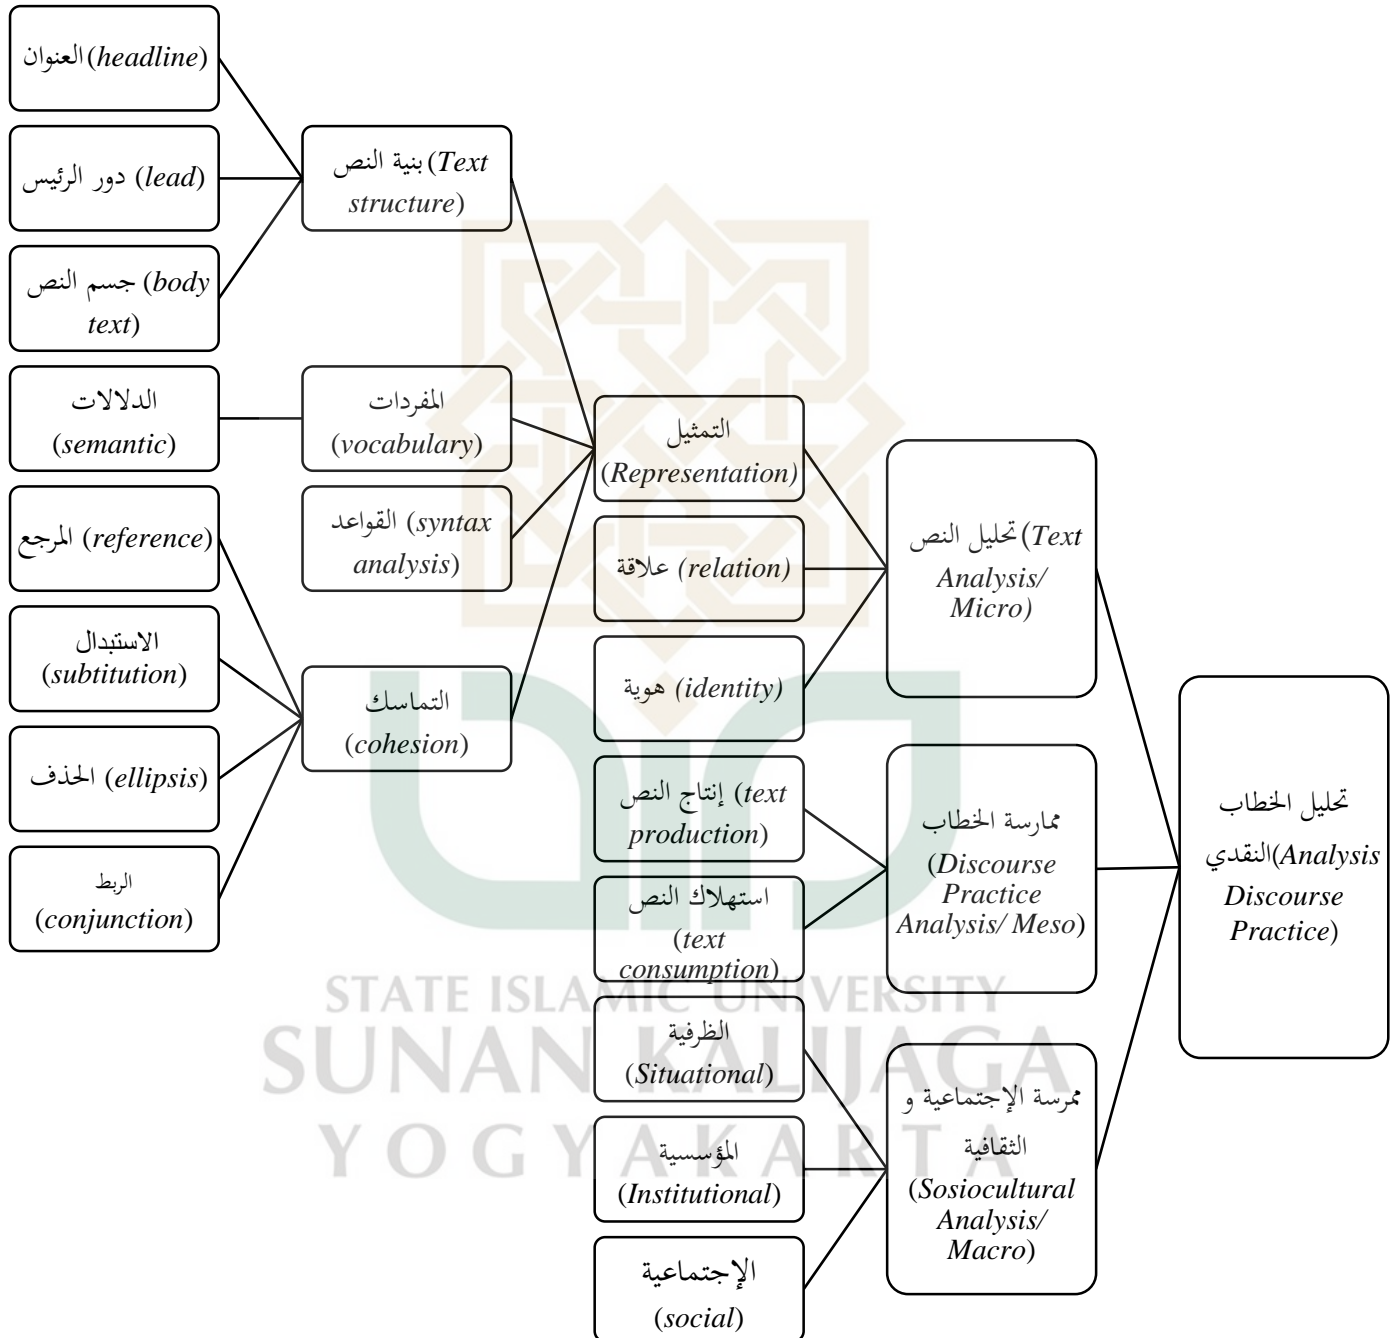 العنوان (headline)
دور الرئيس (lead)
جسم النص (body
text)
الدلالات
(semantic)
المرجع (reference)
الاستبدال
(subtitution)
الحذف (ellipsis)
الربط
(conjunction)
بنية النص (Text
structure)
المفردات
(vocabulary)
القواعد (syntax
analysis)
التماسك
(cohesion)
التمثيل
(Representation)
علاقة (relation)
هوية (identity)
إنتاج النص (text
production)
استهلاك النص
(text
consumption)
الظرفية
(Situational)
المؤسسية
(Institutional)
الإجتماعية
(social)
تحليل النص (Text
Analysis/
Micro)
ممارسة الخطاب
(Discourse
Practice
Analysis/ Meso)
ممرسة الإجتماعية و
الثقافية
(Sosiocultural
Analysis/
Macro)
تحليل الخطاب
النقدي (Analysis
Discourse
Practice)
STATE ISLAMIC UNIVERSITY
SUNAN KALIJAGA
YOGYAKARTA